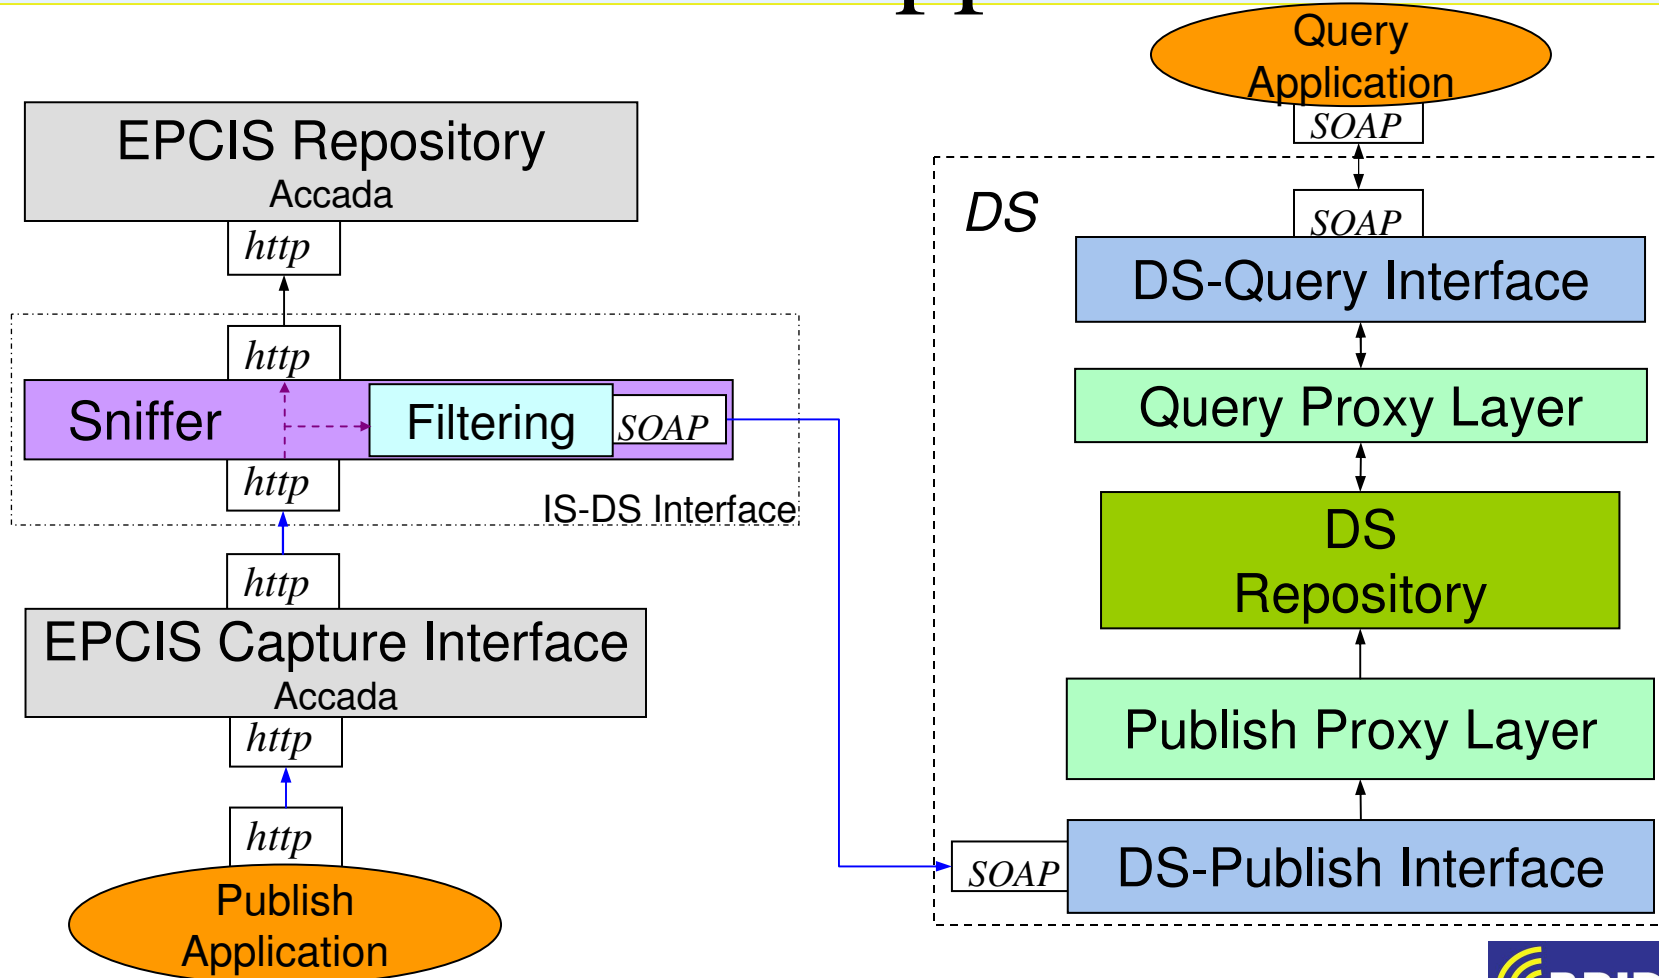 Query
Application
SOAP
EPCIS Repository
Accada
http
DS
SOAP
DS-Query Interface
http
Sniffer
Filtering
SOAP
Query Proxy Layer
http
IS-DS Interface
DS
Repository
http
EPCIS Capture Interface
Accada
http
Publish Proxy Layer
http
SOAP
DS-Publish Interface
Publish
Application